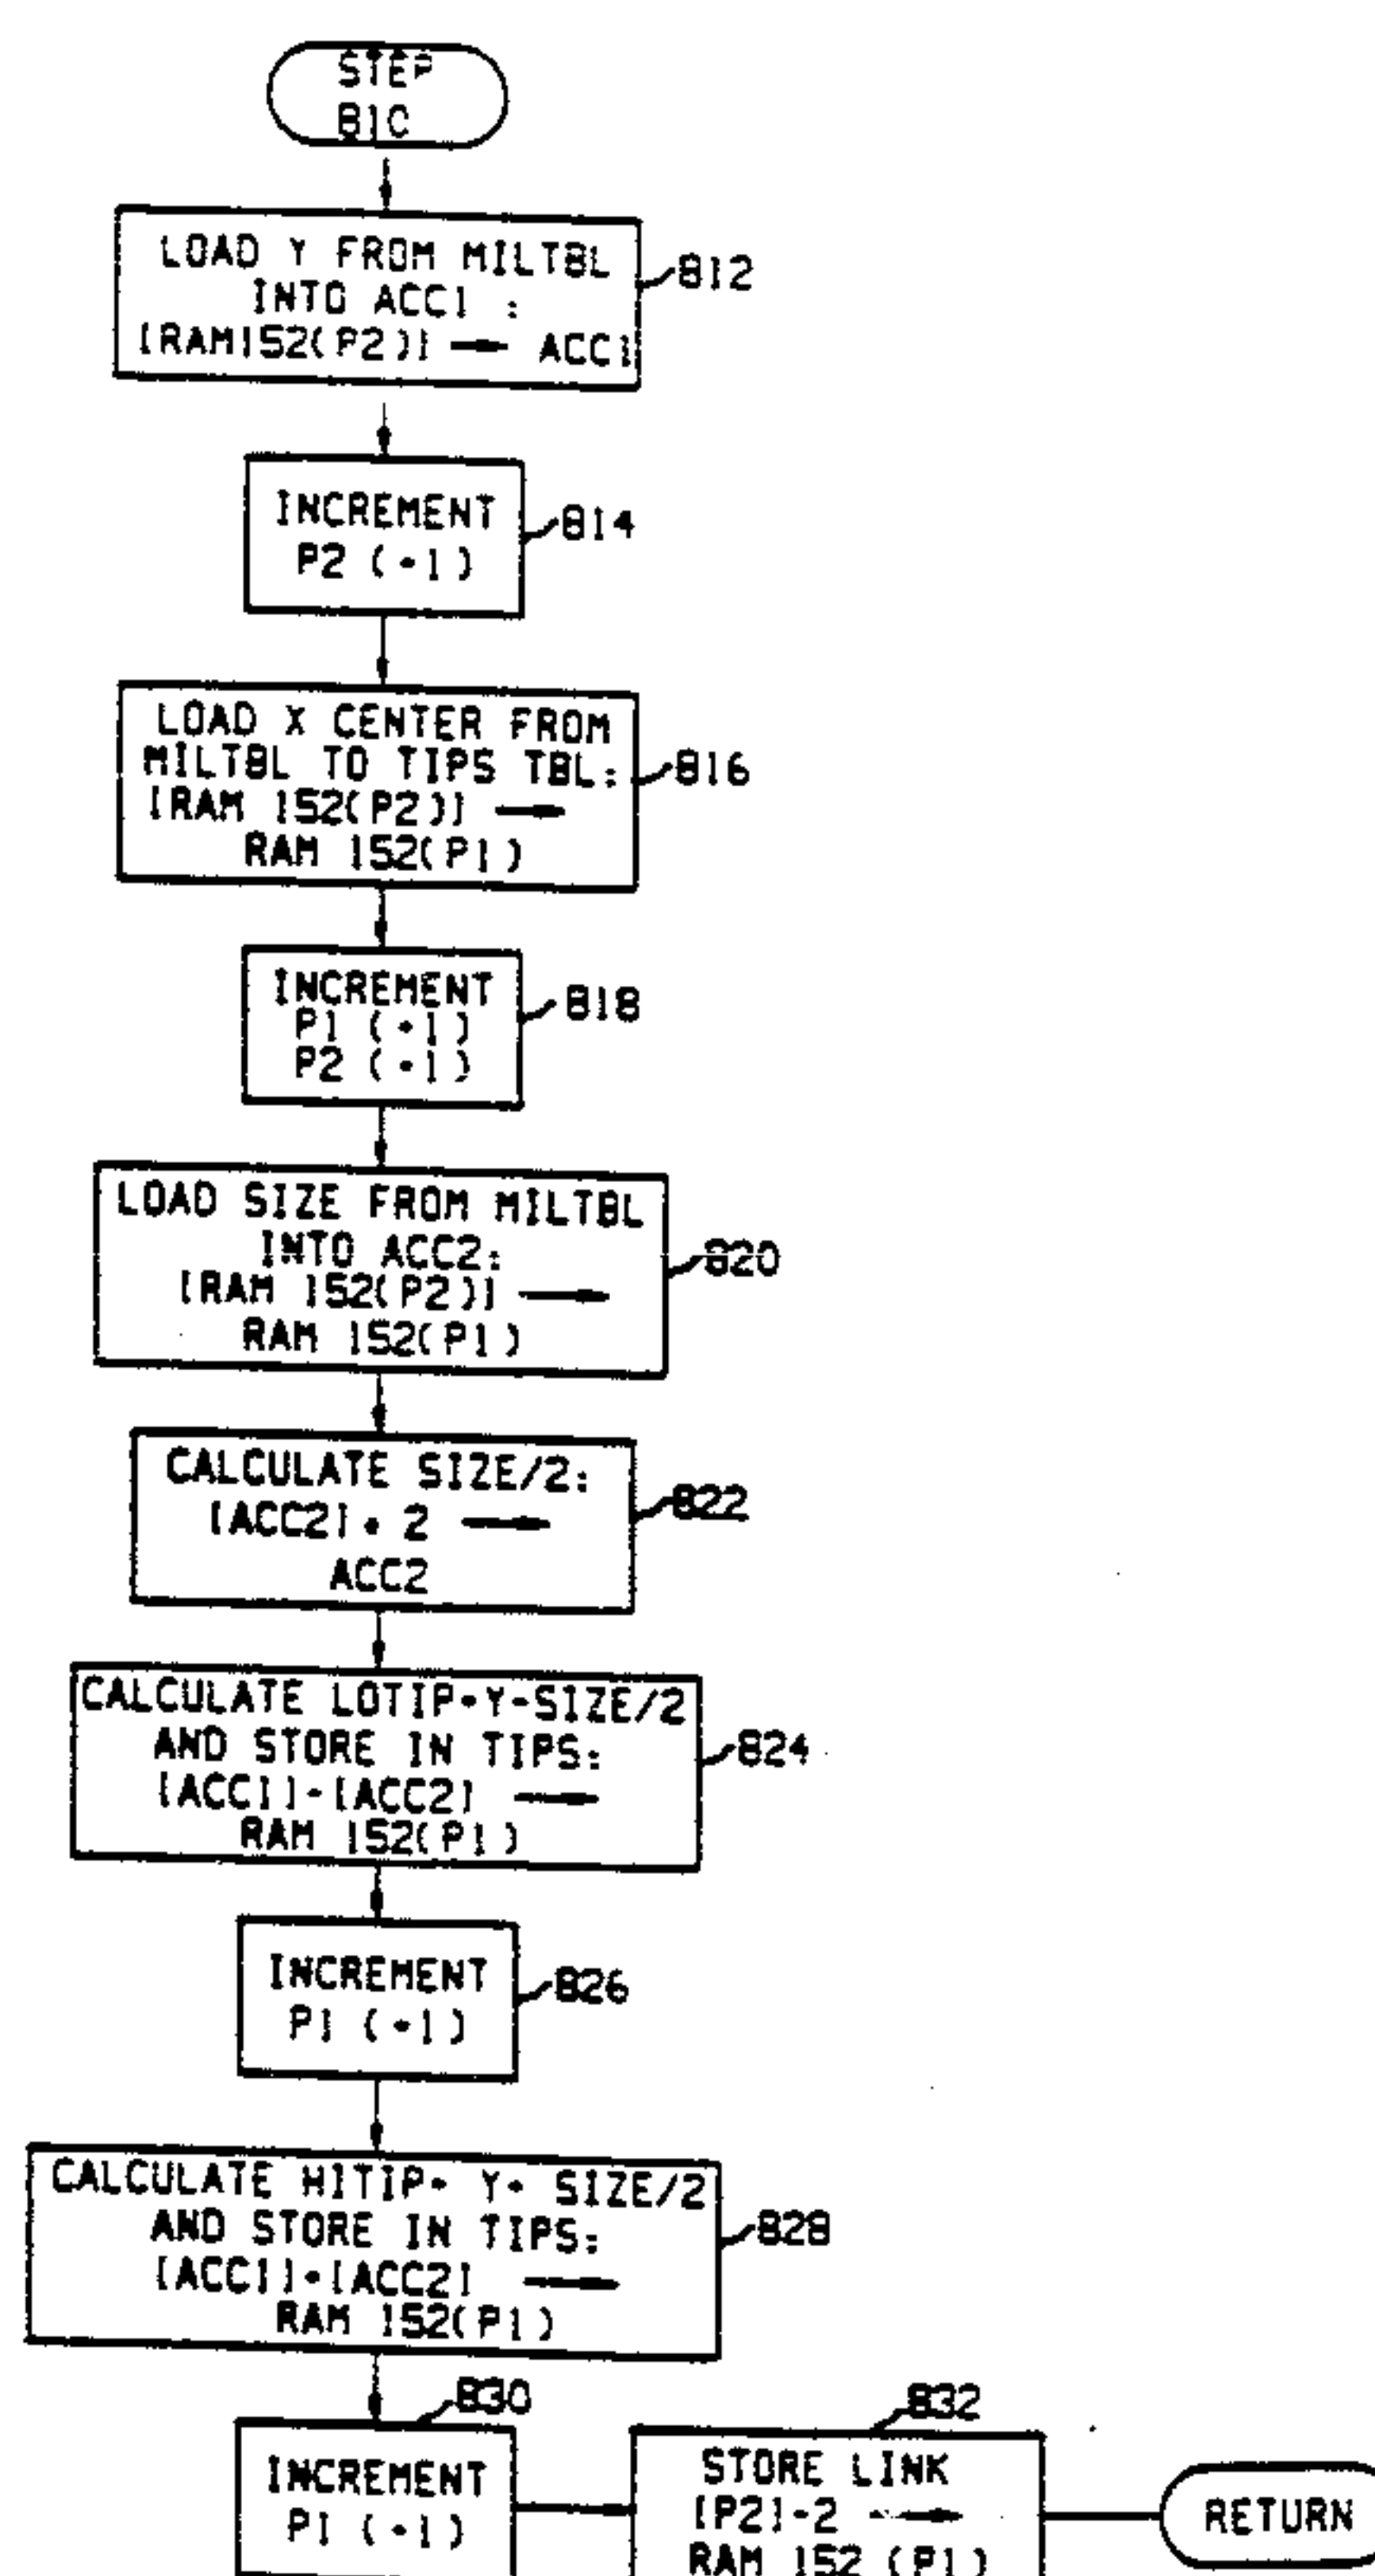 STEP
81C
LOAD Y FROM MILTBL
INTO ACC1 :
[RAM152(P2)] → ACC1
812
INCREMENT
P2 (+1)
814
LOAD X CENTER FROM
MILTBL TO TIPS TBL:
[RAM 152(P2)] →
RAM 152(P1)
816
INCREMENT
P1 (+1)
P2 (+1)
818
LOAD SIZE FROM MILTBL
INTO ACC2:
[RAM 152(P2)] →
RAM 152(P1)
820
CALCULATE SIZE/2:
[ACC2] ÷ 2 →
ACC2
822
CALCULATE LOTIP=Y-SIZE/2
AND STORE IN TIPS:
[ACC1]-[ACC2] →
RAM 152(P1)
824
INCREMENT
P1 (+1)
826
CALCULATE HITIP= Y+ SIZE/2
AND STORE IN TIPS:
[ACC1]+[ACC2] →
RAM 152(P1)
828
830
INCREMENT
P1 (+1)
832
STORE LINK
[P2]-2 →
RAM 152 (P1)
RETURN